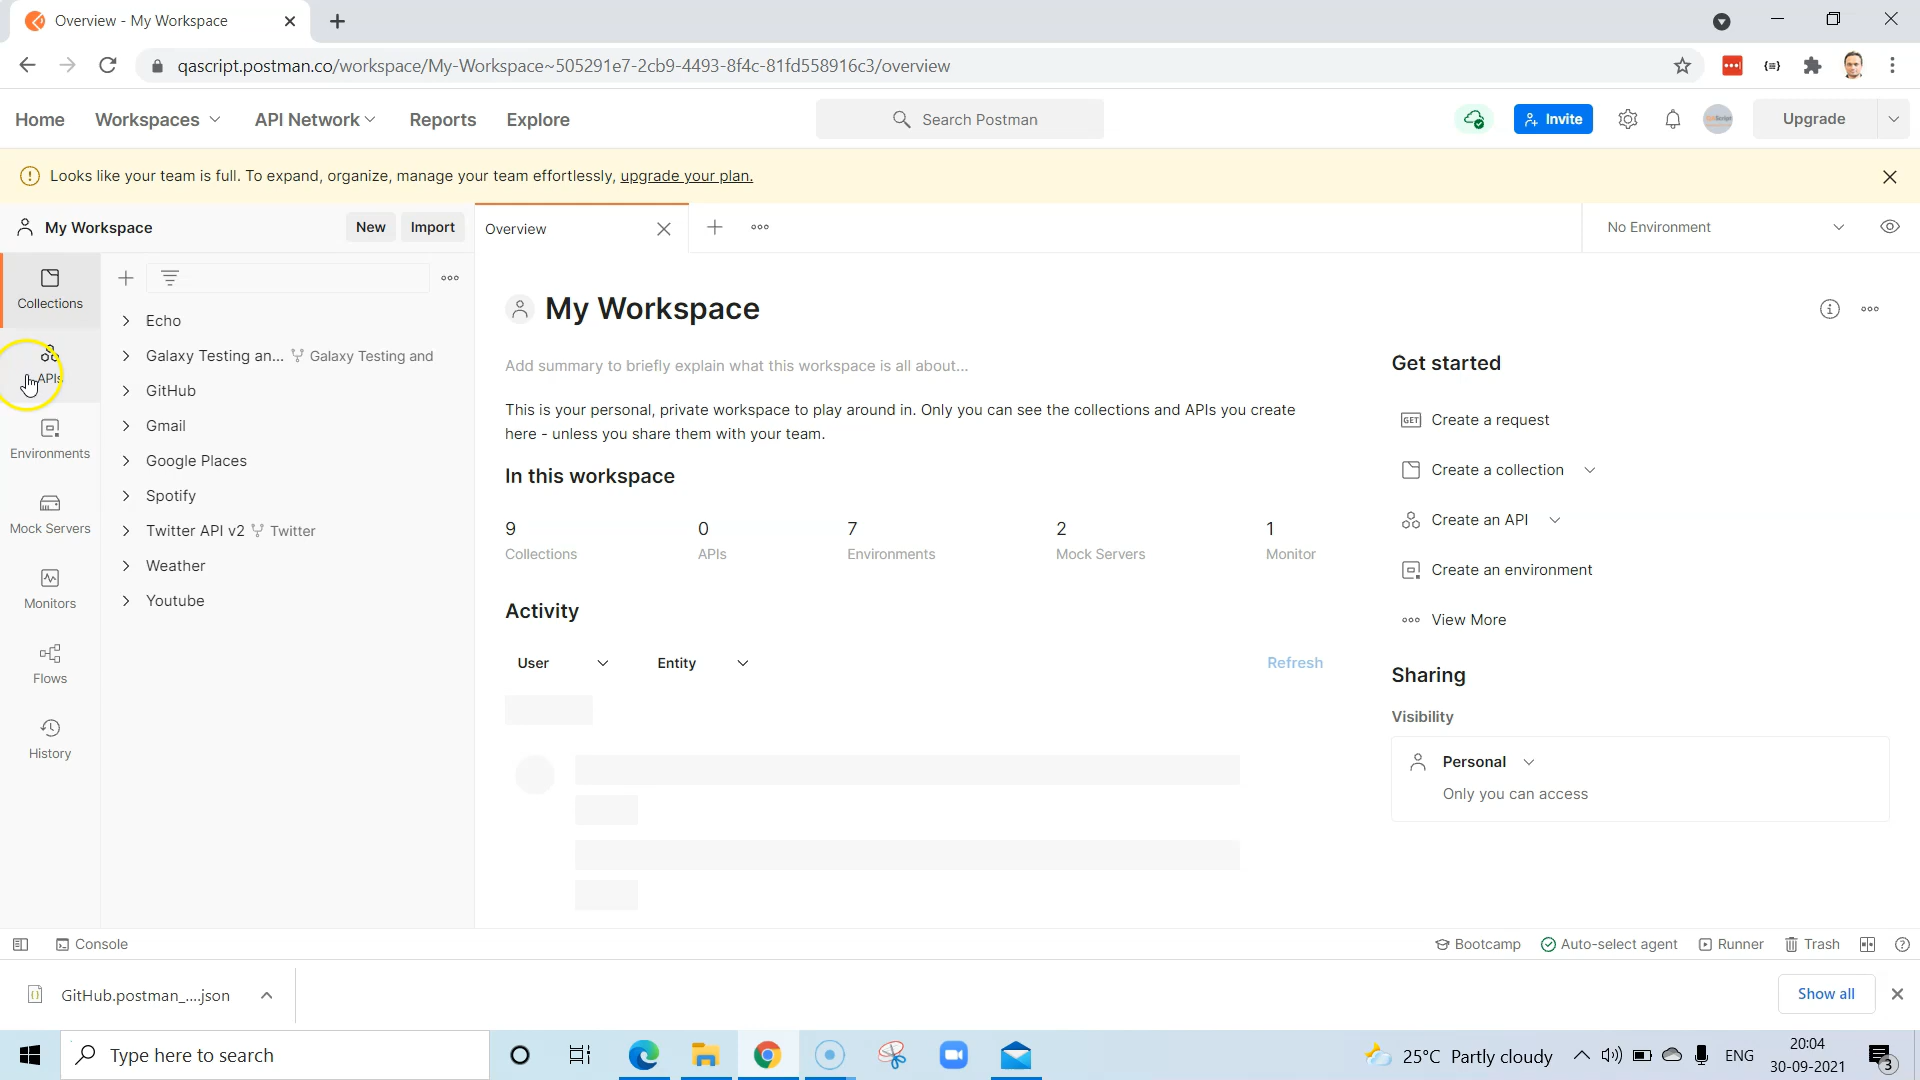 Overview - My Workspace
qascript.postman.co/workspace/My-Workspace~505291e7-2cb9-4493-8f4c-81fd558916c3/overview
Home Workspaces API Network Reports Explore Search Postman Invite Upgrade
Looks like your team is full. To expand, organize, manage your team effortlessly, upgrade your plan.
My Workspace New Import Overview No Environment
Collections
APIs
Environments
Mock Servers
Monitors
Flows
History
Echo
Galaxy Testing an... Galaxy Testing and
GitHub
Gmail
Google Places
Spotify
Twitter API v2 Twitter
Weather
Youtube
My Workspace
Add summary to briefly explain what this workspace is all about...
This is your personal, private workspace to play around in. Only you can see the collections and APIs you create
here - unless you share them with your team.
In this workspace
9 0 7 2 1
Collections APIs Environments Mock Servers Monitor
Activity
User Entity Refresh
Get started
GET Create a request
Create a collection
Create an API
Create an environment
View More
Sharing
Visibility
Personal
Only you can access
Console Bootcamp Auto-select agent Runner Trash
GitHub.postman_....json Show all
Type here to search 25°C Partly cloudy ENG 20:04
30-09-2021 3